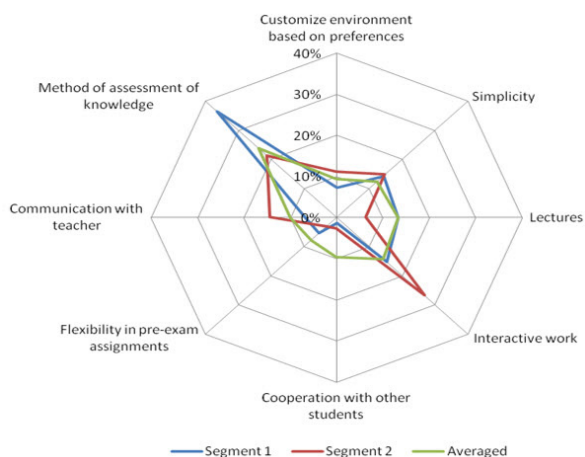 Customize environment
based on preferences
40%
30%
20%
10%
0%
Simplicity
Lectures
Interactive work
Cooperation with other
students
Flexibility in pre-exam
assignments
Communication with
teacher
Method of assessment of
knowledge
Segment 1 Segment 2 Averaged